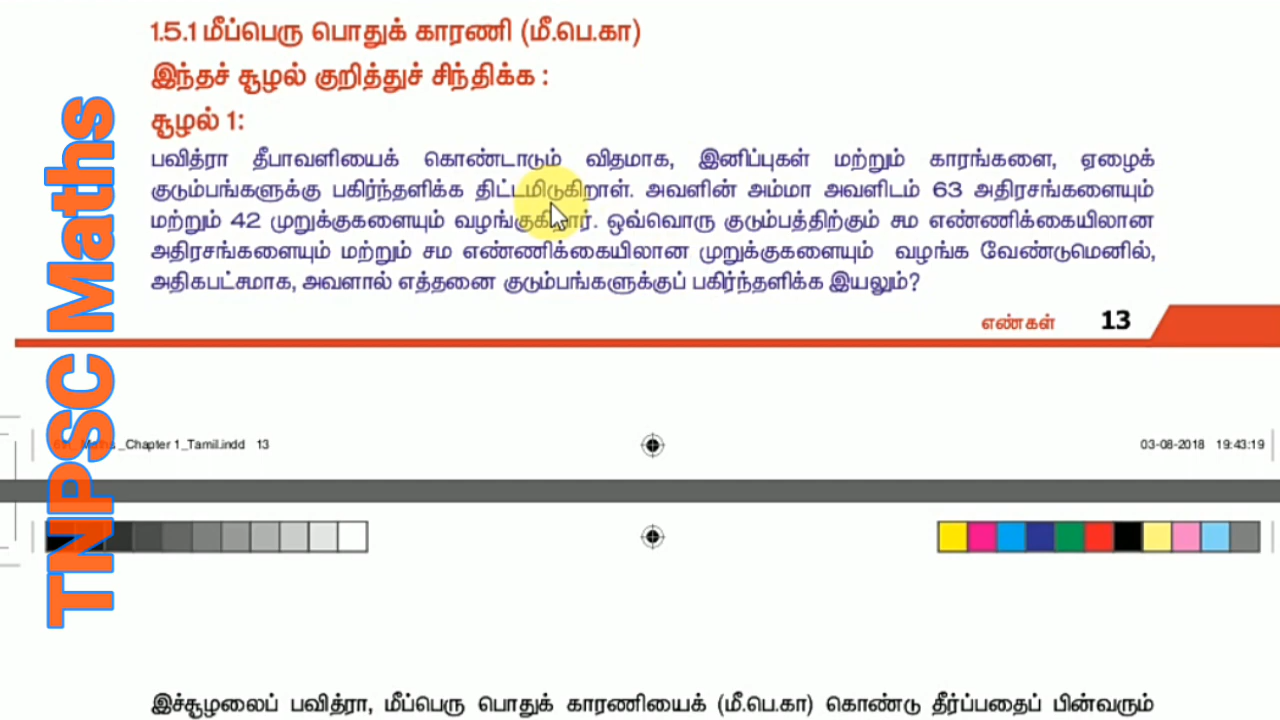 1.5.1 மீப்பெரு பொதுக் காரணி (மீ.பெ.கா)
இந்தச் சூழல் குறித்துச் சிந்திக்க :
சூழல் 1:
பவித்ரா தீபாவளியைக் கொண்டாடும் விதமாக, இனிப்புகள் மற்றும் காரங்களை, ஏழைக்
குடும்பங்களுக்கு பகிர்ந்தளிக்க திட்டமிடுகிறாள். அவளின் அம்மா அவளிடம் 63 அதிரசங்களையும்
மற்றும் 42 முறுக்குகளையும் வழங்குகிறார். ஒவ்வொரு குடும்பத்திற்கும் சம எண்ணிக்கையிலான
அதிரசங்களையும் மற்றும் சம எண்ணிக்கையிலான முறுக்குகளையும் வழங்க வேண்டுமெனில்,
அதிகபட்சமாக, அவளால் எத்தனை குடும்பங்களுக்குப் பகிர்ந்தளிக்க இயலும்?
எண்கள் 13
_Chapter 1_Tamil.indd 13
03-08-2018 19:43:19
TNPSC Maths
இச்சூழலைப் பவித்ரா, மீப்பெரு பொதுக் காரணியைக் (மீ.பெ.கா) கொண்டு தீர்ப்பதைப் பின்வரும்